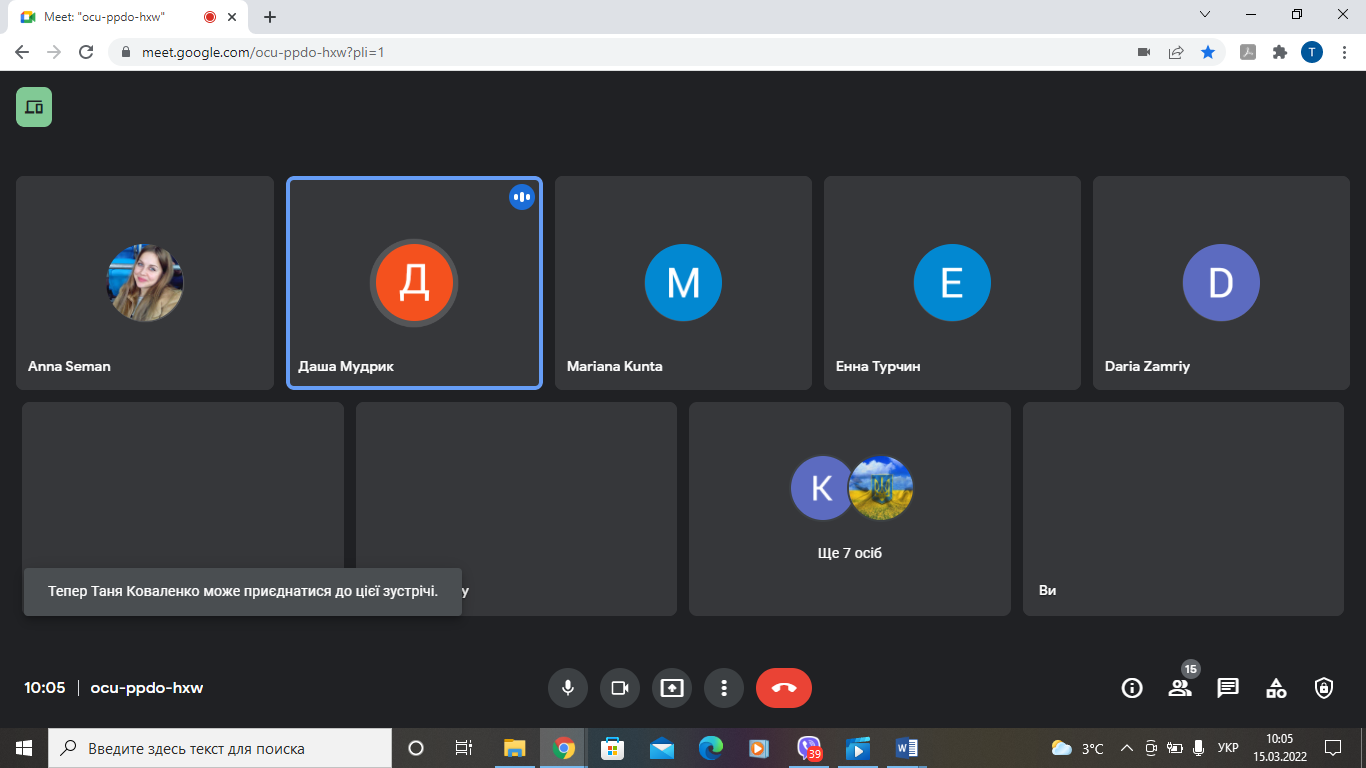 Meet: "ocu-ppdo-hxw"
meet.google.com/ocu-ppdo-hxw?pli=1
T
Д
М
Е
D
Anna Seman
Даша Мудрик
Mariana Kunta
Енна Турчин
Daria Zamriy
K
Ще 7 осіб
Тепер Таня Коваленко може приєднатися до цієї зустрічі.
y
Ви
10:05 | ocu-ppdo-hxw
15
Введите здесь текст для поиска
39
3°C
УКР
10:05
15.03.2022